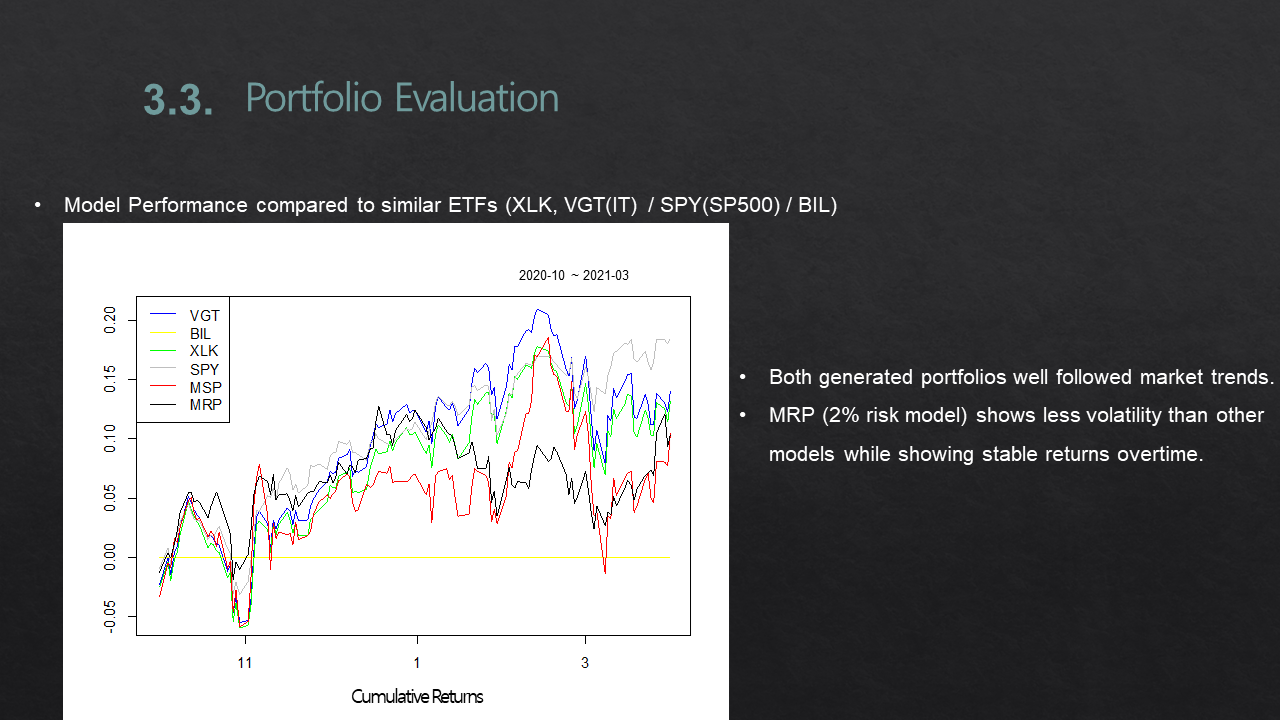 3.3. Portfolio Evaluation
• Model Performance compared to similar ETFs (XLK, VGT(IT) / SPY(SP500) / BIL)
2020-10 ~ 2021-03
VGT
BIL
XLK
SPY
MSP
MRP
0.20
0.15
0.10
0.05
0.00
-0.05
11 1 3
Cumulative Returns
• Both generated portfolios well followed market trends.
• MRP (2% risk model) shows less volatility than other
models while showing stable returns overtime.